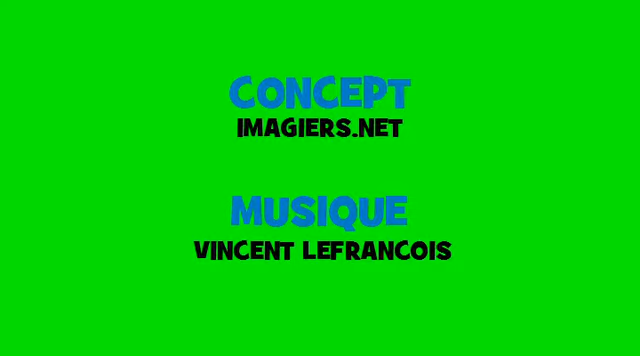 CONCEPT
IMAGIERS.NET
MUSIQUE
VINCENT LEFRANCOIS